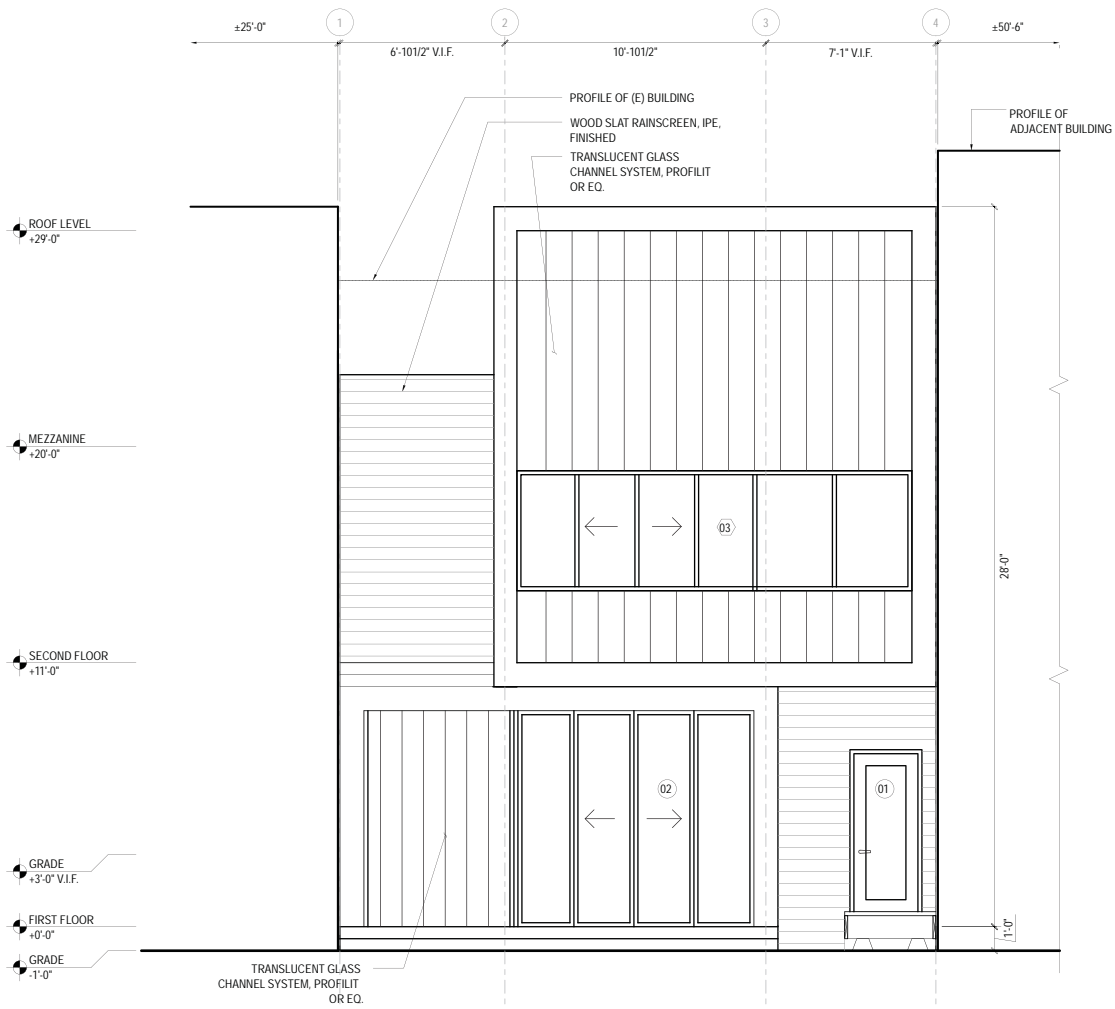 ±25'-0"
1
2
3
4
±50'-6"
6'-101/2" V.I.F.
10'-101/2"
7'-1" V.I.F.
PROFILE OF (E) BUILDING
WOOD SLAT RAINSCREEN, IPE,
FINISHED
TRANSLUCENT GLASS
CHANNEL SYSTEM, PROFILIT
OR EQ.
PROFILE OF
ADJACENT BUILDING
ROOF LEVEL
+29'-0"
MEZZANINE
+20'-0"
03
28'-0"
SECOND FLOOR
+11'-0"
02
01
GRADE
+3'-0" V.I.F.
FIRST FLOOR
+0'-0"
1'-0"
GRADE
-1'-0"
TRANSLUCENT GLASS
CHANNEL SYSTEM, PROFILIT
OR EQ.